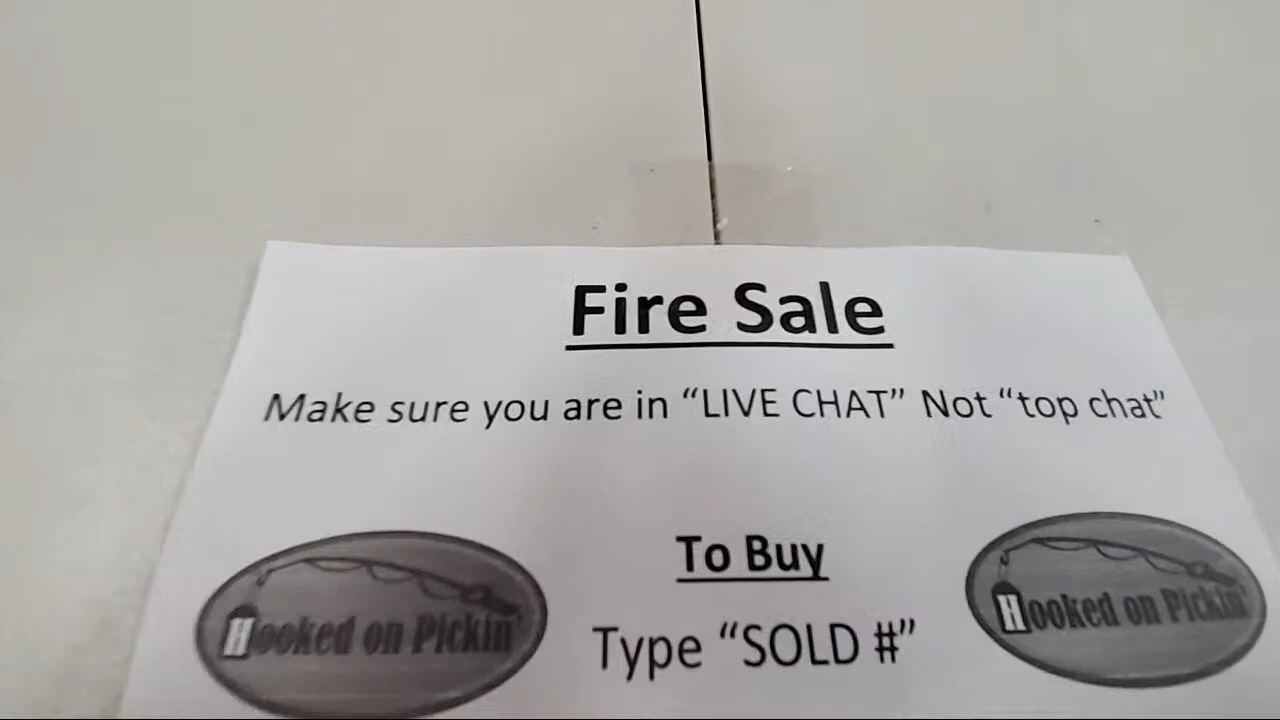 Fire Sale
Make sure you are in “LIVE CHAT” Not “top chat”
To Buy
Type “SOLD #”
Hooked on Pickin'
Hooked on Pickin'